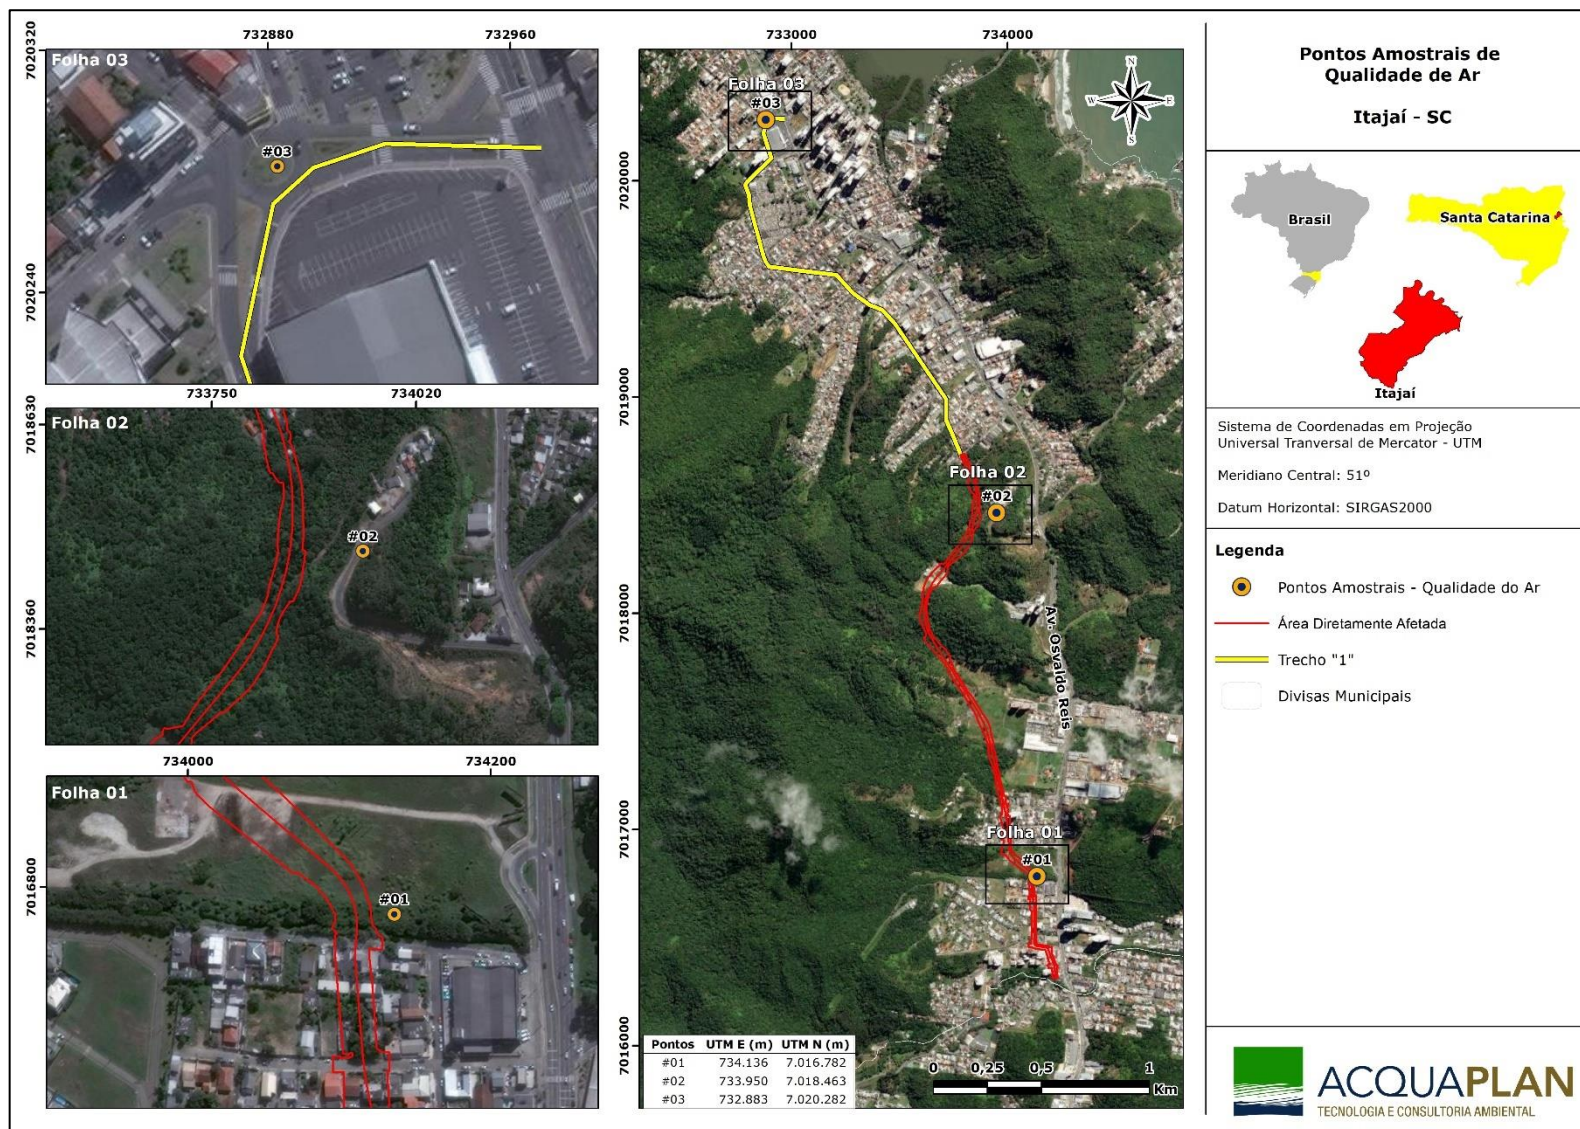 732880
732960
7020320
7020240
Folha 03
#03
733750
734020
7018630
7018360
Folha 02
#02
734000
734200
7016800
Folha 01
#01
733000
734000
7020000
7019000
7018000
7017000
7016000
Folha 03
#03
Folha 02
#02
Av. Osvaldo Reis
Folha 01
#01
N
W
E
S
Pontos UTM E (m) UTM N (m)
#01 734.136 7.016.782
#02 733.950 7.018.463
#03 732.883 7.020.282
0 0,25 0,5 1
Km
Pontos Amostrais de
Qualidade de Ar
Itajaí - SC
Brasil
Santa Catarina
Itajaí
Sistema de Coordenadas em Projeção
Universal Tranversal de Mercator - UTM
Meridiano Central: 51º
Datum Horizontal: SIRGAS2000
Legenda
Pontos Amostrais - Qualidade do Ar
Área Diretamente Afetada
Trecho "1"
Divisas Municipais
ACQUAPLAN
TECNOLOGIA E CONSULTORIA AMBIENTAL